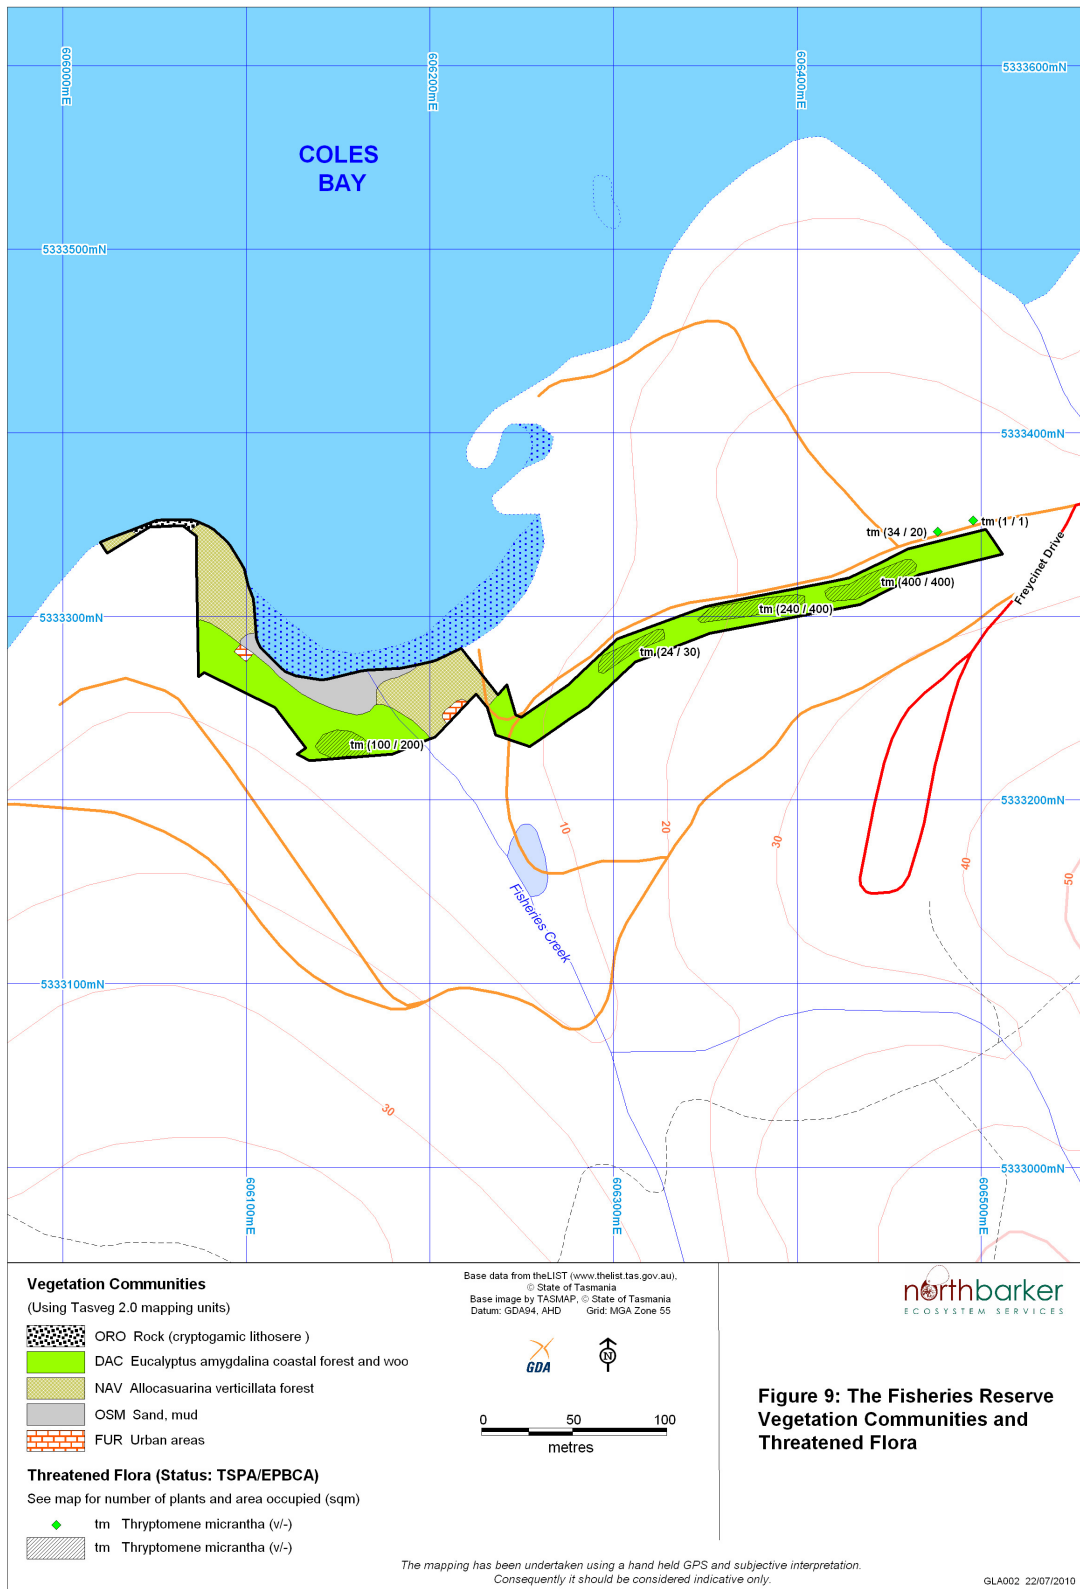 606000mE
606200mE
606400mE
5333600mN
COLES
BAY
5333500mN
5333400mN
tm (1 / 1)
tm (34 / 20)
Freycinet Drive
tm (400 / 400)
tm (240 / 400)
5333300mN
tm (24 / 30)
tm (100 / 200)
5333200mN
10
20
30
40
50
Fisheries Creek
5333100mN
30
5333000mN
606100mE
606300mE
606500mE
Vegetation Communities
(Using Tasveg 2.0 mapping units)
ORO Rock (cryptogamic lithosere )
DAC Eucalyptus amygdalina coastal forest and woo
NAV Allocasuarina verticillata forest
OSM Sand, mud
FUR Urban areas
Threatened Flora (Status: TSPA/EPBCA)
See map for number of plants and area occupied (sqm)
tm Thryptomene micrantha (v/-)
tm Thryptomene micrantha (v/-)
Base data from theLIST (www.thelist.tas.gov.au),
© State of Tasmania
Base image by TASMAP, © State of Tasmania
Datum: GDA94, AHD Grid: MGA Zone 55
GDA
N
0 50 100
metres
northbarker
ECOSYSTEM SERVICES
Figure 9: The Fisheries Reserve
Vegetation Communities and
Threatened Flora
The mapping has been undertaken using a hand held GPS and subjective interpretation.
Consequently it should be considered indicative only.
GLA002 22/07/2010